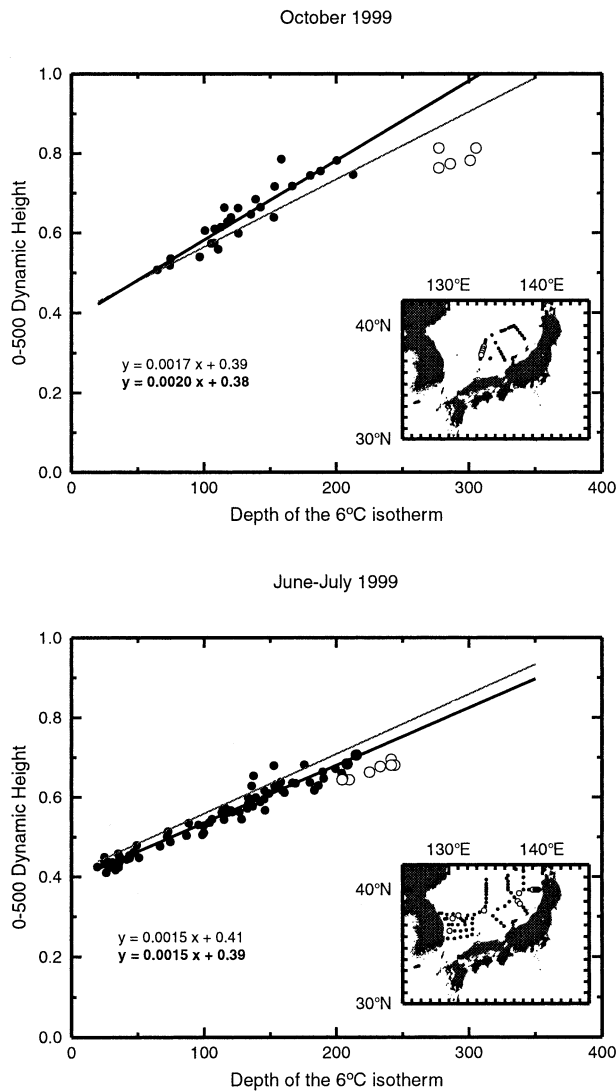 October 1999
1.0
0.8
0.6
0.4
0.2
0.0
0-500 Dynamic Height
130°E 140°E
40°N
30°N
y = 0.0017 x + 0.39
y = 0.0020 x + 0.38
0 100 200 300 400
Depth of the 6°C isotherm
June-July 1999
1.0
0.8
0.6
0.4
0.2
0.0
0-500 Dynamic Height
130°E 140°E
40°N
30°N
y = 0.0015 x + 0.41
y = 0.0015 x + 0.39
0 100 200 300 400
Depth of the 6°C isotherm